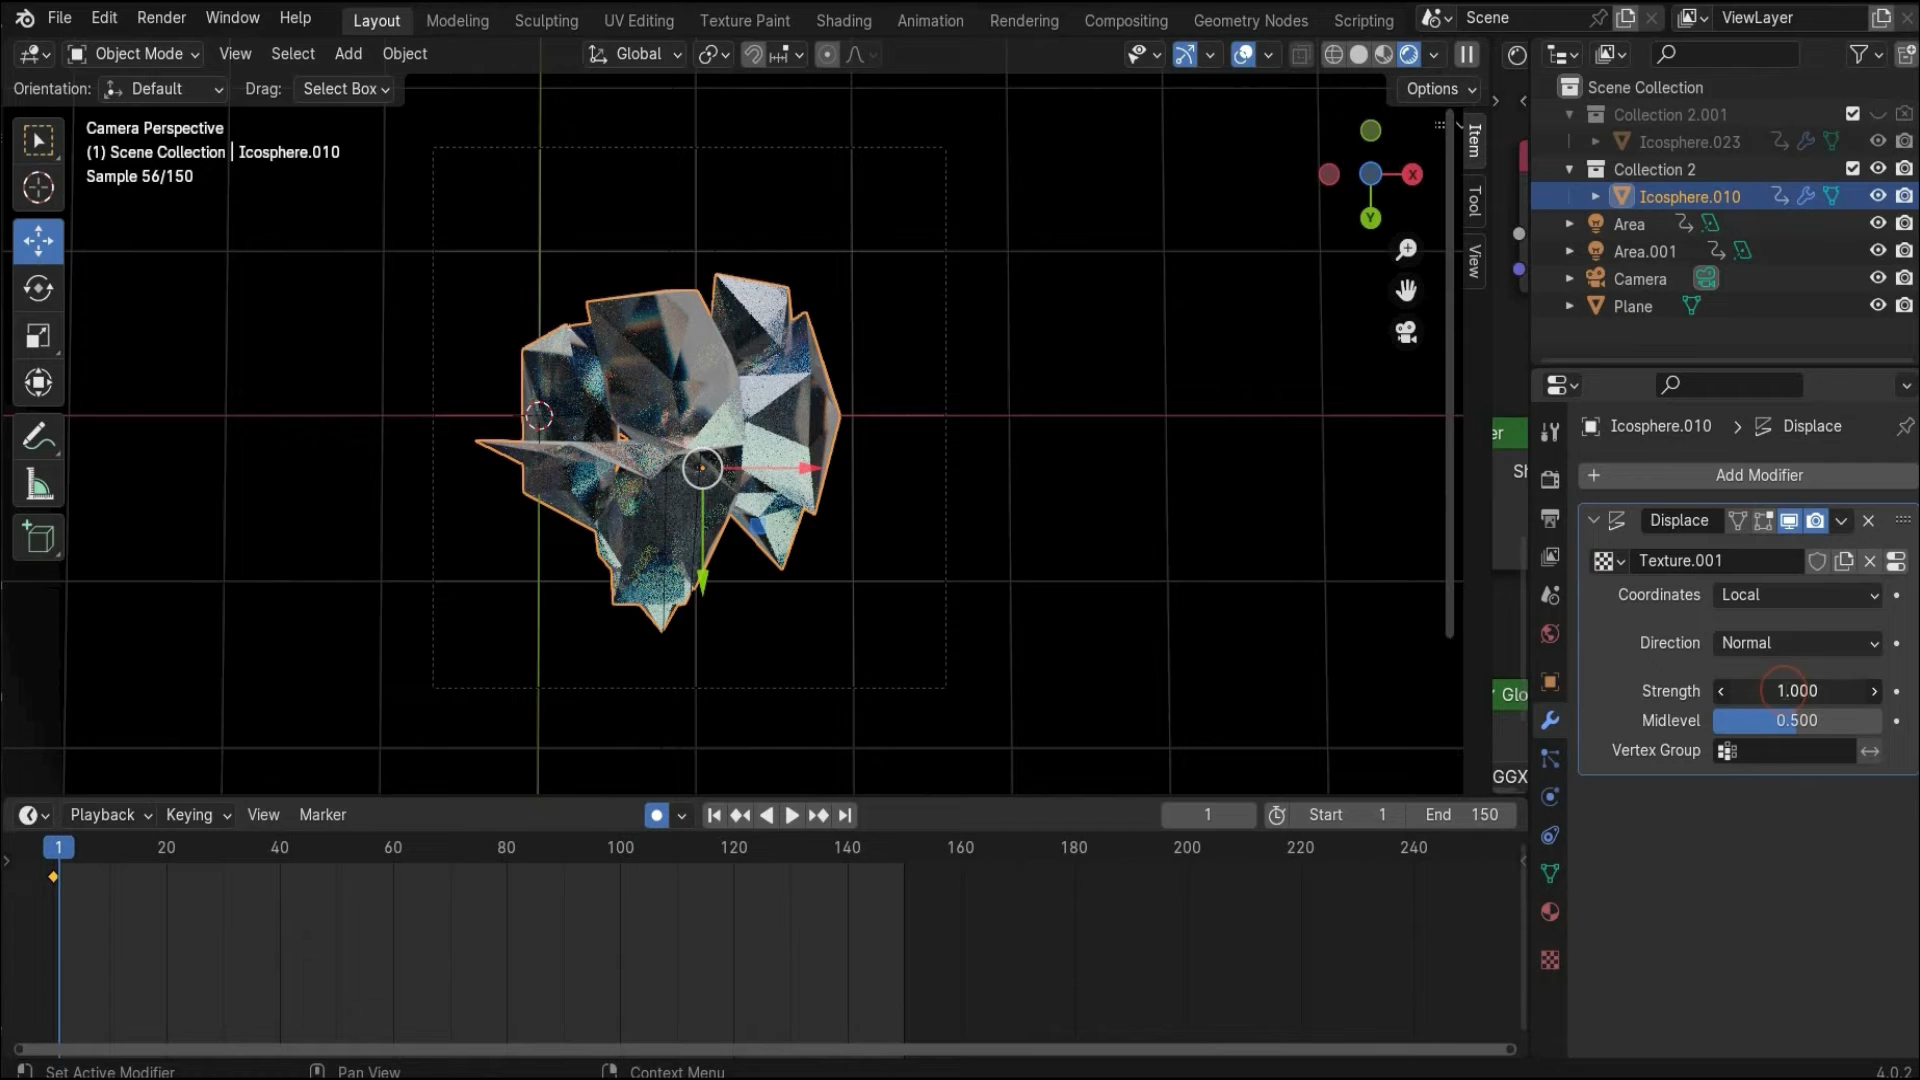 File Edit Render Window Help Layout Modeling Sculpting UV Editing Texture Paint Shading Animation Rendering Compositing Geometry Nodes Scripting Scene ViewLayer
Object Mode View Select Add Object Global
Orientation: Default Drag: Select Box Options
Camera Perspective
(1) Scene Collection | Icosphere.010
Sample 56/150
X
Y
Item
Tool
View
Scene Collection
Collection 2.001
Icosphere.023
Collection 2
Icosphere.010
Area
Area.001
Camera
Plane
Icosphere.010 > Displace
+ Add Modifier
Displace
Texture.001
Coordinates Local
Direction Normal
Strength 1.000
Midlevel 0.500
Vertex Group
er
Sh
Glo
GGX
Playback Keying View Marker 1 Start 1 End 150
1 20 40 60 80 100 120 140 160 180 200 220 240
Set Active Modifier Pan View Context Menu 4.0.2